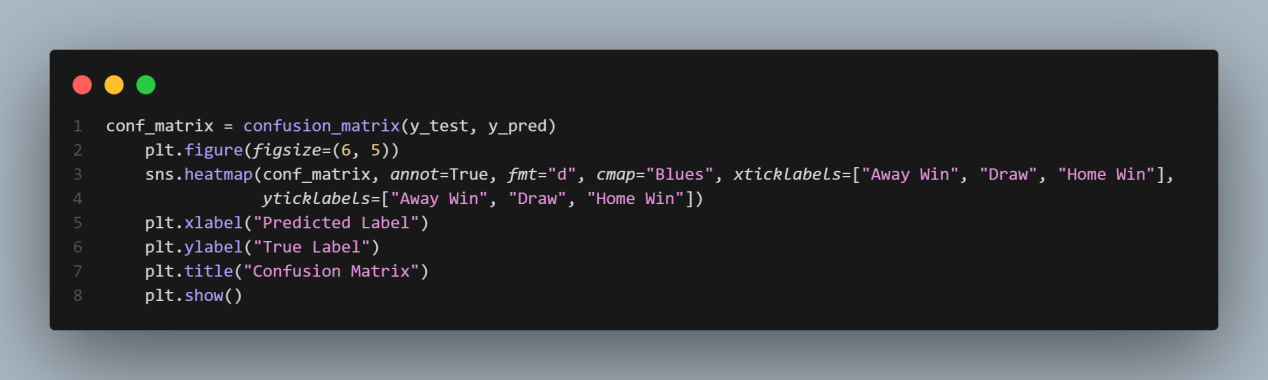 1 conf_matrix = confusion_matrix(y_test, y_pred)
2     plt.figure(figsize=(6, 5))
3     sns.heatmap(conf_matrix, annot=True, fmt="d", cmap="Blues", xticklabels=["Away Win", "Draw", "Home Win"],
4                 yticklabels=["Away Win", "Draw", "Home Win"])
5     plt.xlabel("Predicted Label")
6     plt.ylabel("True Label")
7     plt.title("Confusion Matrix")
8     plt.show()